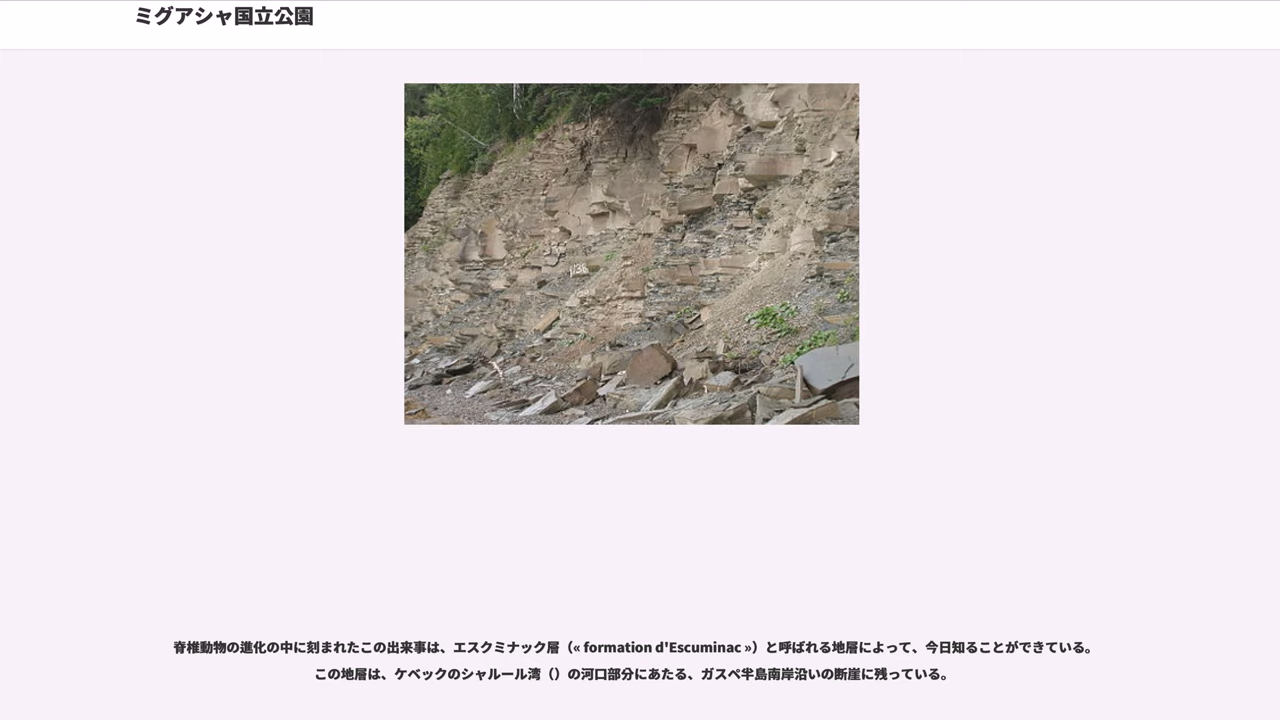 ミグアシャ国立公園
1/36
脊椎動物の進化の中に刻まれたこの出来事は、エスクミナック層（« formation d'Escuminac »）と呼ばれる地層によって、今日知ることができている。
この地層は、ケベックのシャルール湾（）の河口部分にあたる、ガスペ半島南岸沿いの断崖に残っている。